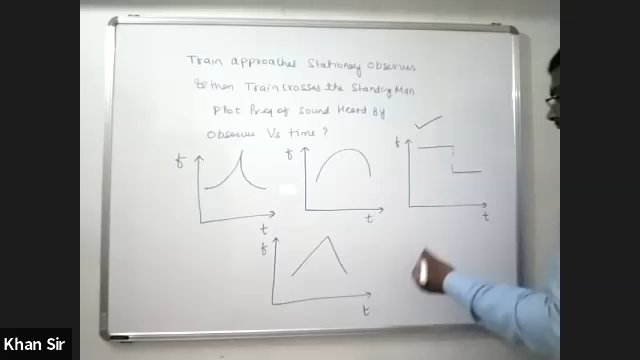 Train approaches Stationary Observer
& then Train crosses the Standing Man
Plot freq of Sound Heard By
Observer Vs time ?
f
t
f
t
f
t
f
t
Khan Sir